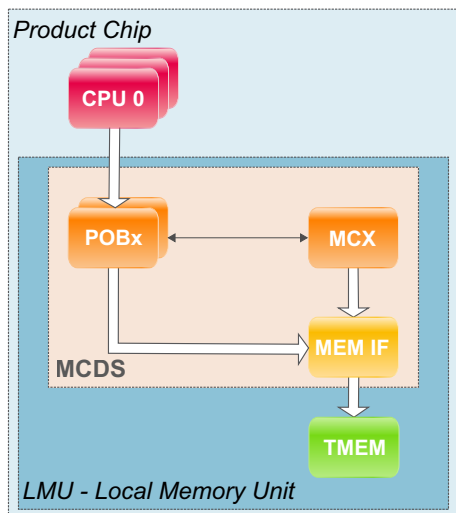 Product Chip
CPU 0
POBx
MCX
MEM IF
MCDS
TMEM
LMU - Local Memory Unit